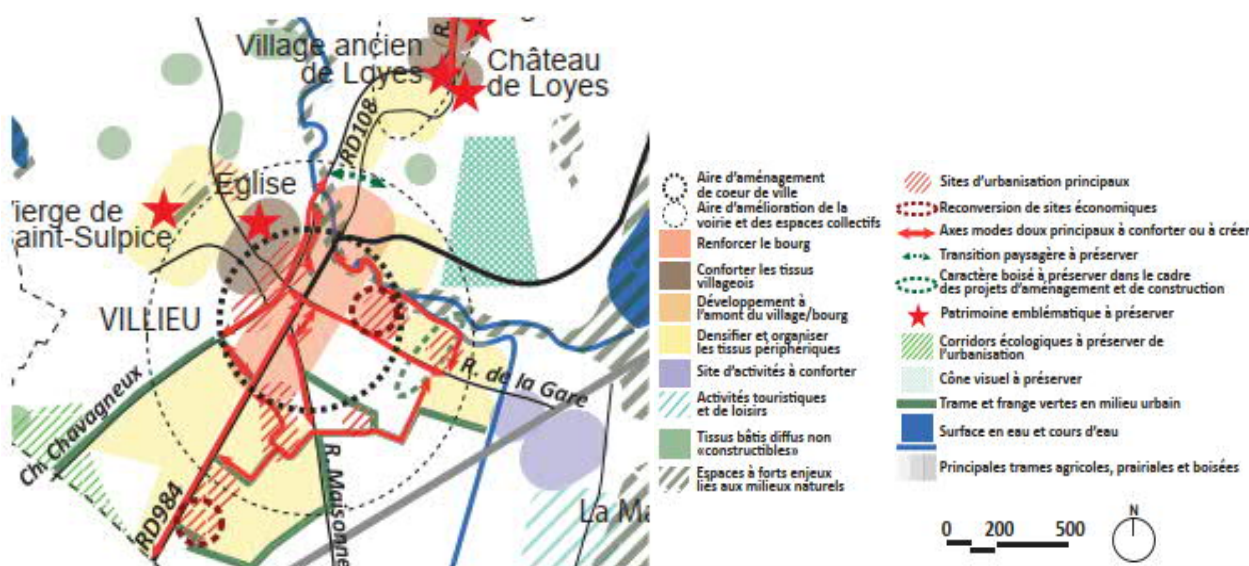 Village ancien
de Loyes
Château
de Loyes
RD108
R.
Eglise
ierge de
aint-Sulpice
VILLIEU
R. de la Gare
Ch. Chavagneux
RD984
R. Maisonne
La Ma
Aire d'aménagement
de coeur de ville
Aire d'amélioration de la
voirie et des espaces collectifs
Renforcer le bourg
Conforter les tissus
villageois
Développement à
l'amont du village/bourg
Densifier et organiser
les tissus périphériques
Site d'activités à conforter
Activités touristiques
et de loisirs
Tissus bâtis diffus non
«constructibles»
Espaces à forts enjeux
liés aux milieux naturels
Sites d'urbanisation principaux
Reconversion de sites économiques
Axes modes doux principaux à conforter ou à créer
Transition paysagère à préserver
Caractère boisé à préserver dans le cadre
des projets d'aménagement et de construction
Patrimoine emblématique à préserver
Corridors écologiques à préserver de
l'urbanisation
Cône visuel à préserver
Trame et frange vertes en milieu urbain
Surface en eau et cours d'eau
Principales trames agricoles, prairiales et boisées
0 200 500
N